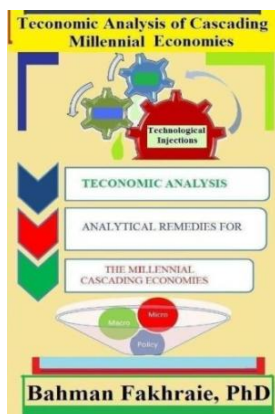 Teconomic Analysis of Cascading
Millennial Economies
Technological
Injections
TECONOMIC ANALYSIS
ANALYTICAL REMEDIES FOR
THE MILLENNIAL
CASCADING ECONOMIES
Micro
Macro
Policy
Bahman Fakhraie, PhD